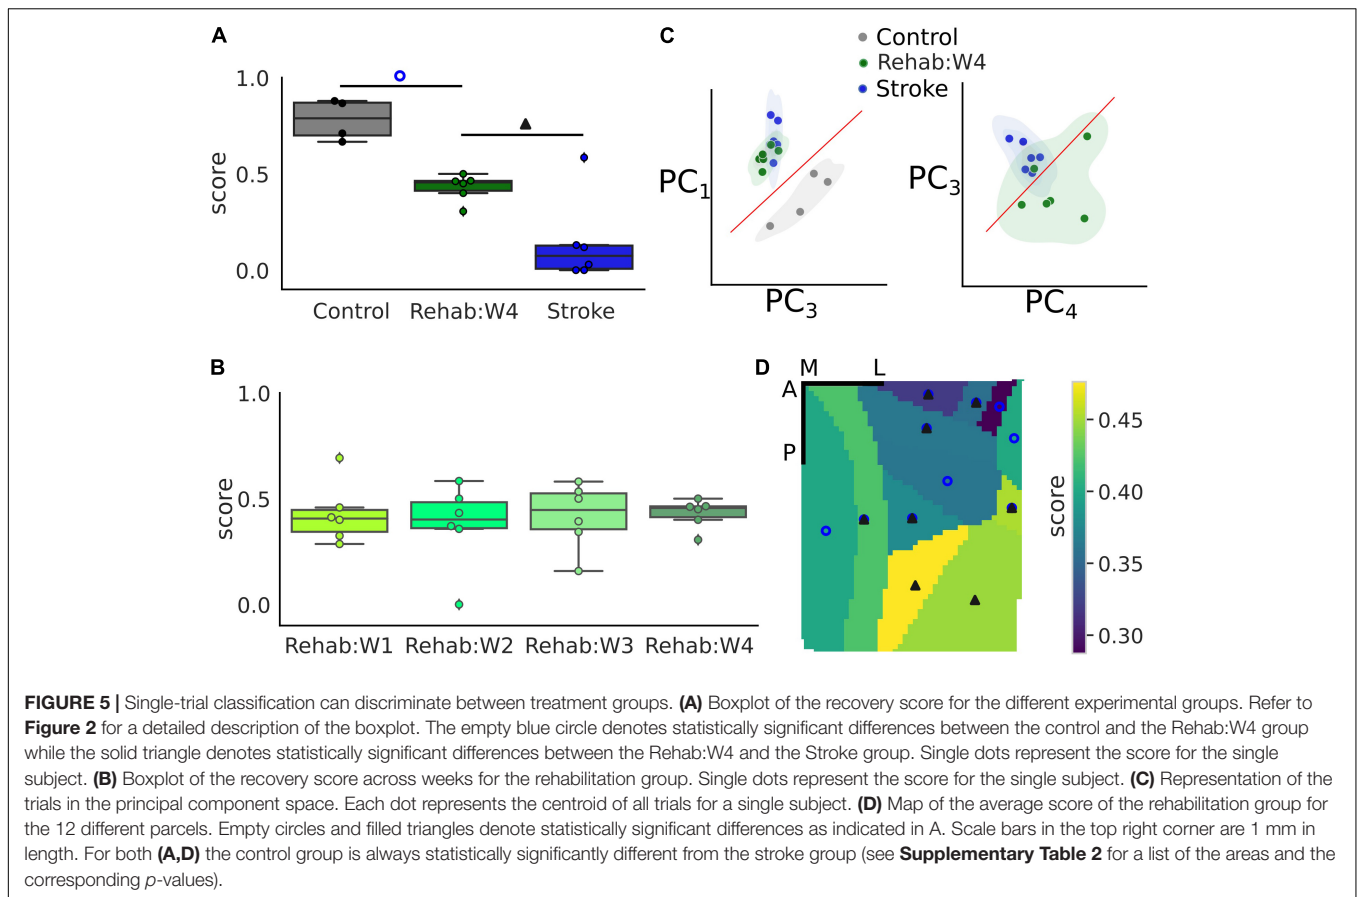 A
1.0
0.5
0.0
score
Control
Rehab:W4
Stroke
C
Control
Rehab:W4
Stroke
PC1
PC3
PC3
PC4
B
1.0
0.5
0.0
score
Rehab:W1
Rehab:W2
Rehab:W3
Rehab:W4
D
M
L
A
P
0.45
0.40
0.35
0.30
score
FIGURE 5 | Single-trial classification can discriminate between treatment groups. (A) Boxplot of the recovery score for the different experimental groups. Refer to
Figure 2 for a detailed description of the boxplot. The empty blue circle denotes statistically significant differences between the control and the Rehab:W4 group
while the solid triangle denotes statistically significant differences between the Rehab:W4 and the Stroke group. Single dots represent the score for the single
subject. (B) Boxplot of the recovery score across weeks for the rehabilitation group. Single dots represent the score for the single subject. (C) Representation of the
trials in the principal component space. Each dot represents the centroid of all trials for a single subject. (D) Map of the average score of the rehabilitation group for
the 12 different parcels. Empty circles and filled triangles denote statistically significant differences as indicated in A. Scale bars in the top right corner are 1 mm in
length. For both (A,D) the control group is always statistically significantly different from the stroke group (see Supplementary Table 2 for a list of the areas and the
corresponding p-values).